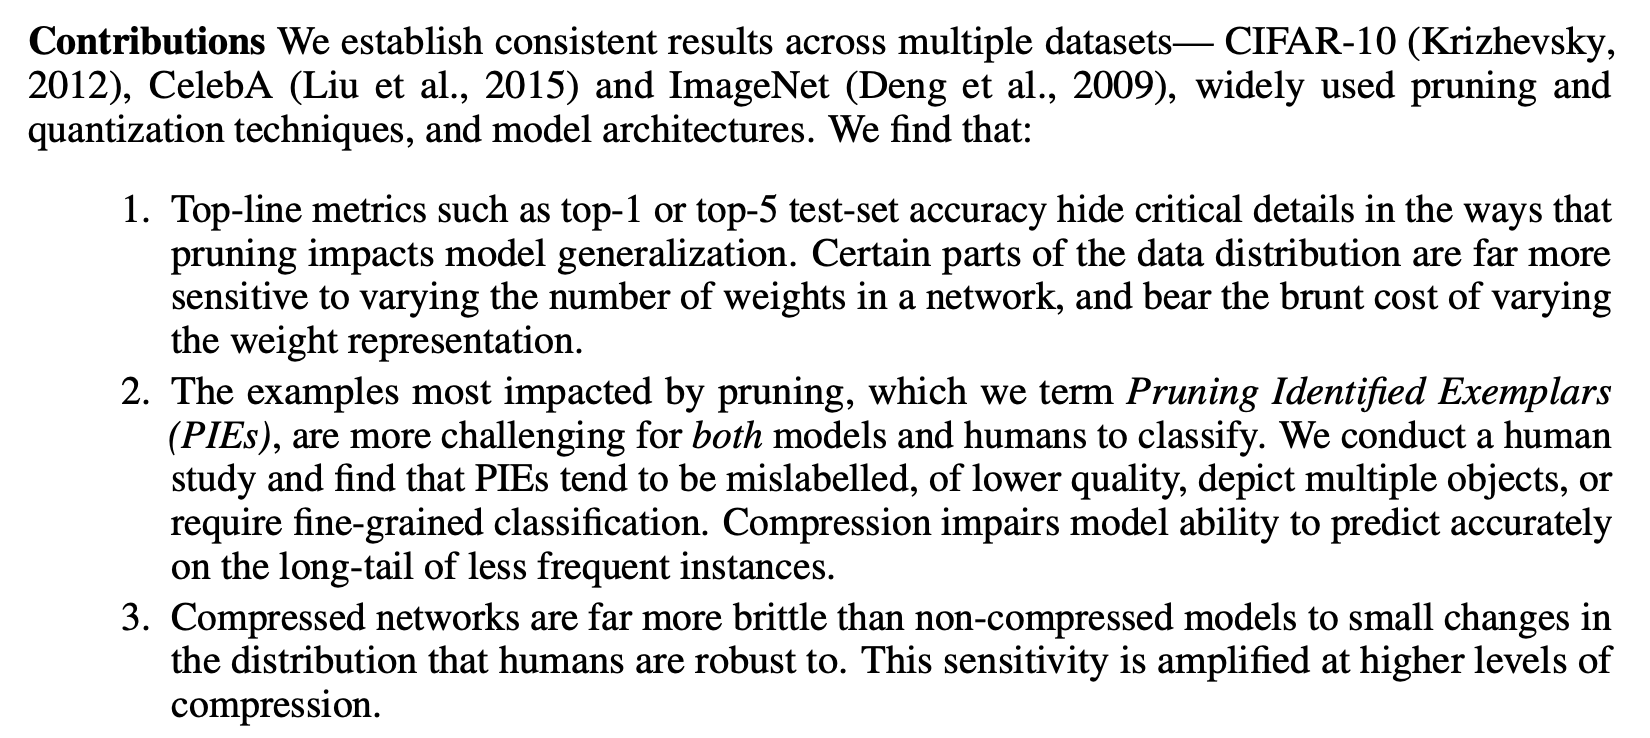 Contributions We establish consistent results across multiple datasets— CIFAR-10 (Krizhevsky,
2012), CelebA (Liu et al., 2015) and ImageNet (Deng et al., 2009), widely used pruning and
quantization techniques, and model architectures. We find that:
1. Top-line metrics such as top-1 or top-5 test-set accuracy hide critical details in the ways that
pruning impacts model generalization. Certain parts of the data distribution are far more
sensitive to varying the number of weights in a network, and bear the brunt cost of varying
the weight representation.
2. The examples most impacted by pruning, which we term Pruning Identified Exemplars
(PIEs), are more challenging for both models and humans to classify. We conduct a human
study and find that PIEs tend to be mislabelled, of lower quality, depict multiple objects, or
require fine-grained classification. Compression impairs model ability to predict accurately
on the long-tail of less frequent instances.
3. Compressed networks are far more brittle than non-compressed models to small changes in
the distribution that humans are robust to. This sensitivity is amplified at higher levels of
compression.